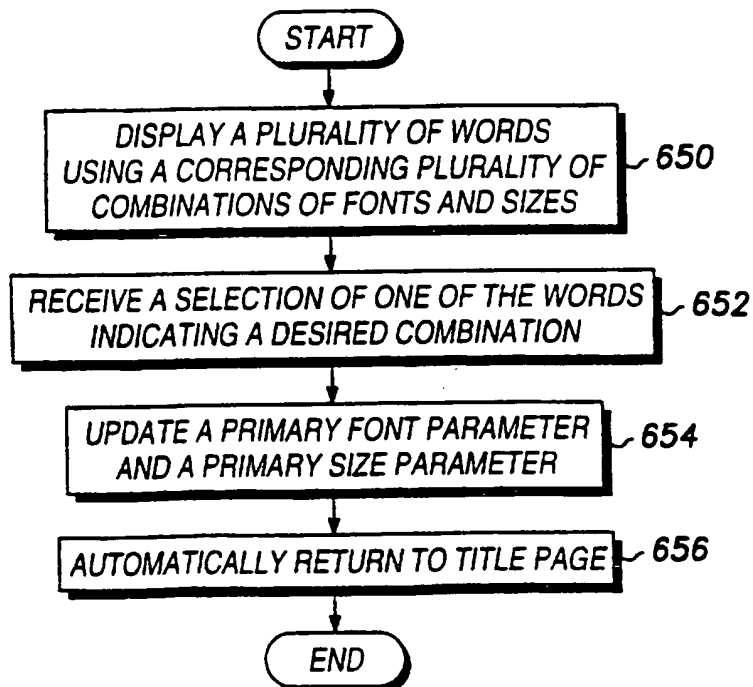 START
DISPLAY A PLURALITY OF WORDS
USING A CORRESPONDING PLURALITY OF
COMBINATIONS OF FONTS AND SIZES
650
RECEIVE A SELECTION OF ONE OF THE WORDS
INDICATING A DESIRED COMBINATION
652
UPDATE A PRIMARY FONT PARAMETER
AND A PRIMARY SIZE PARAMETER
654
AUTOMATICALLY RETURN TO TITLE PAGE
656
END